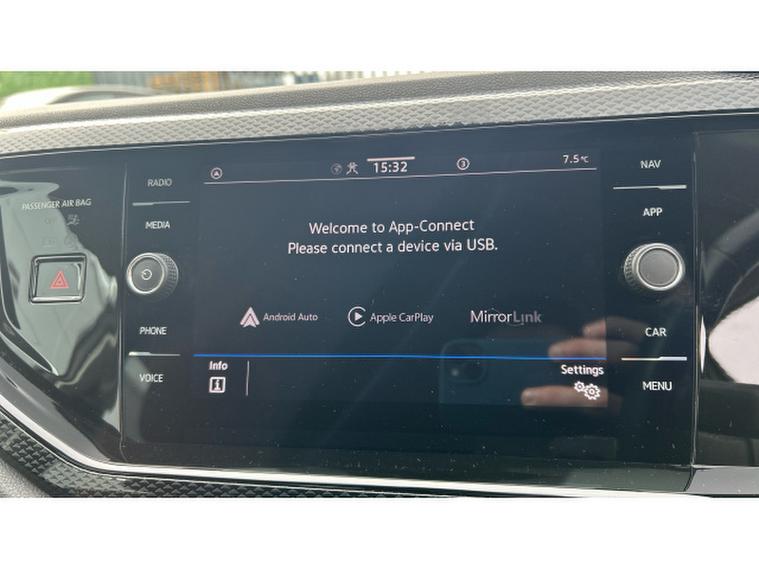 PASSENGER AIR BAG
RADIO
MEDIA
PHONE
VOICE
15:32
3
7.5°C
Welcome to App-Connect
Please connect a device via USB.
Android Auto
Apple CarPlay
MirrorLink
Info
Settings
NAV
APP
CAR
MENU